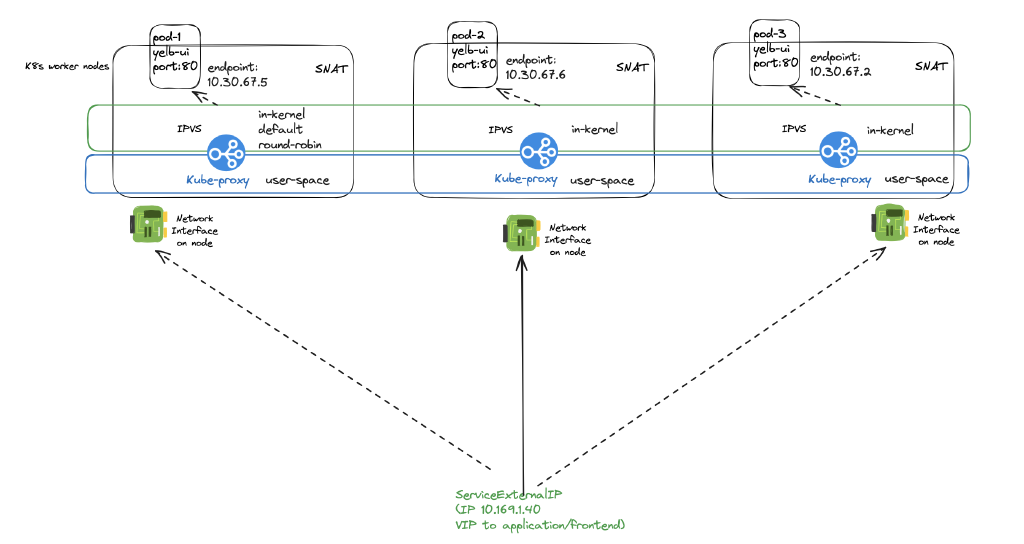 K8s worker nodes
pod-1
yelb-ui
port:80
endpoint:
10.30.67.5
SNAT
pod-2
yelb-ui
port:80
endpoint:
10.30.67.6
SNAT
pod-3
yelb-ui
port:80
endpoint:
10.30.67.2
SNAT
IPVS
in-kernel
default
round-robin
IPVS
in-kernel
IPVS
in-kernel
Kube-proxy
user-space
Kube-proxy
user-space
Kube-proxy
user-space
Network
Interface
on node
Network
Interface
on node
Network
Interface
on node
ServiceExternalIP
(IP 10.169.1.40
VIP to application/frontend)